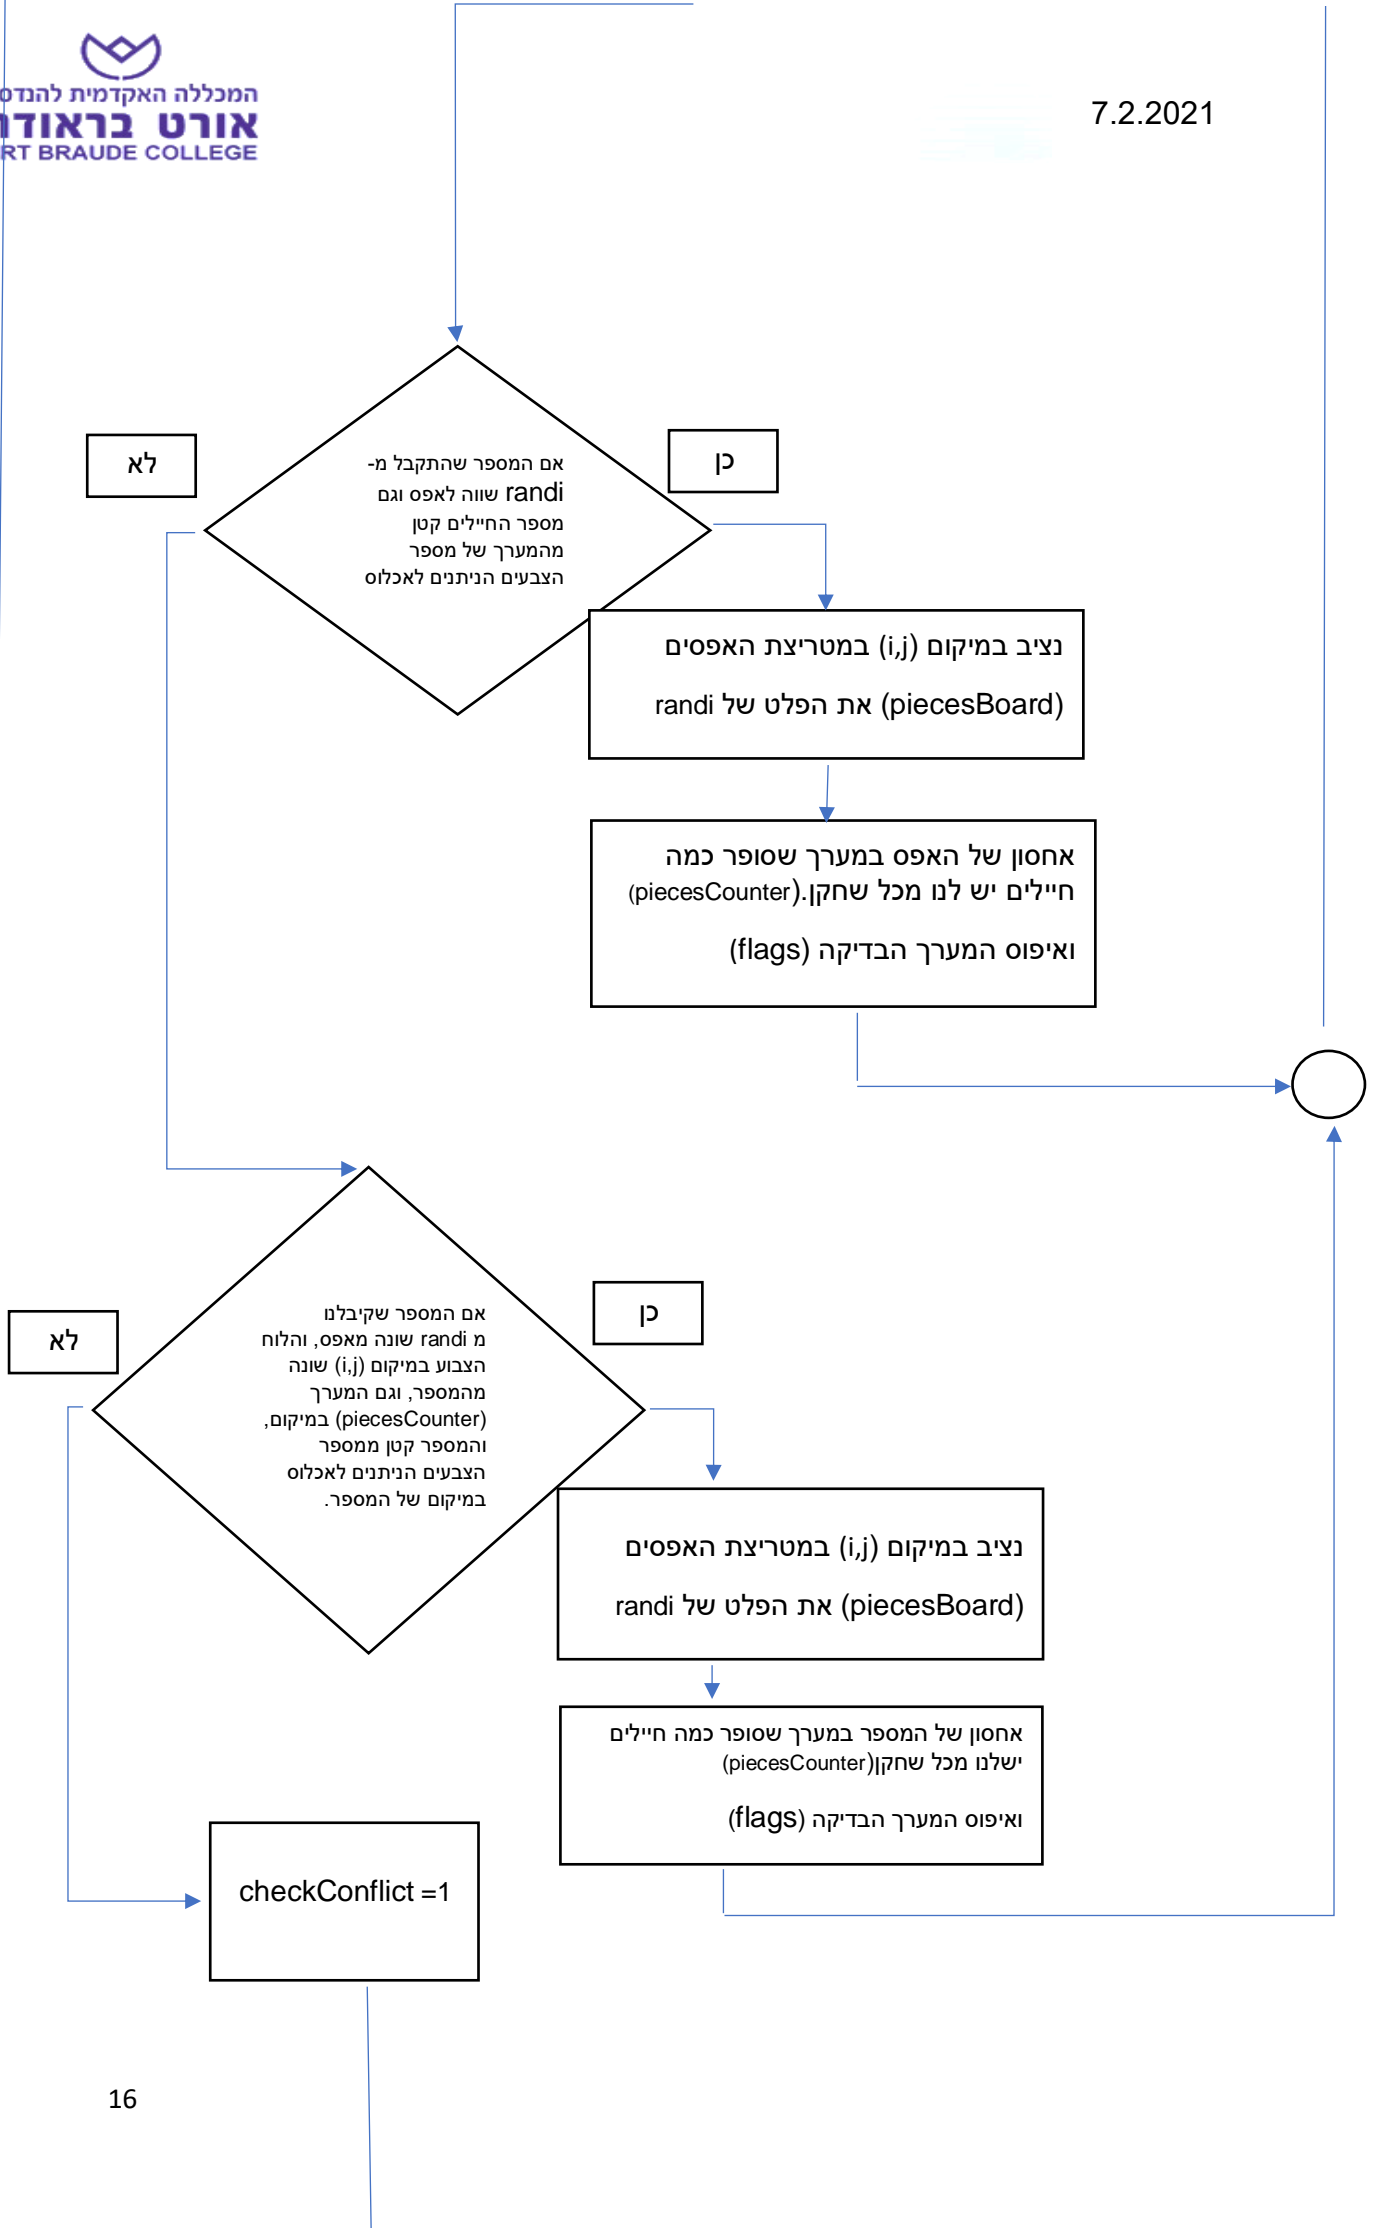 המכללה האקדמית להנדס
אורט בראודה
RT BRAUDE COLLEGE
7.2.2021
לא
כן
אם המספר שהתקבל מ-
randi שווה לאפס וגם
מספר החיילים קטן
מהמערך של מספר
הצבעים הניתנים לאכלוס
נציב במיקום (i,j) במטריצת האפסים
(piecesBoard) את הפלט של randi
אחסון של האפס במערך שסופר כמה
חיילים יש לנו מכל שחקן.(piecesCounter)
ואיפוס המערך הבדיקה (flags)
לא
כן
אם המספר שקיבלנו
מ randi שונה מאפס, והלוח
הצבוע במיקום (i,j) שונה
מהמספר, וגם המערך
(piecesCounter) במיקום,
והמספר קטן ממספר
הצבעים הניתנים לאכלוס
במיקום של המספר.
נציב במיקום (i,j) במטריצת האפסים
(piecesBoard) את הפלט של randi
אחסון של המספר במערך שסופר כמה חיילים
ישלנו מכל שחקן(piecesCounter)
ואיפוס המערך הבדיקה (flags)
checkConflict =1
16